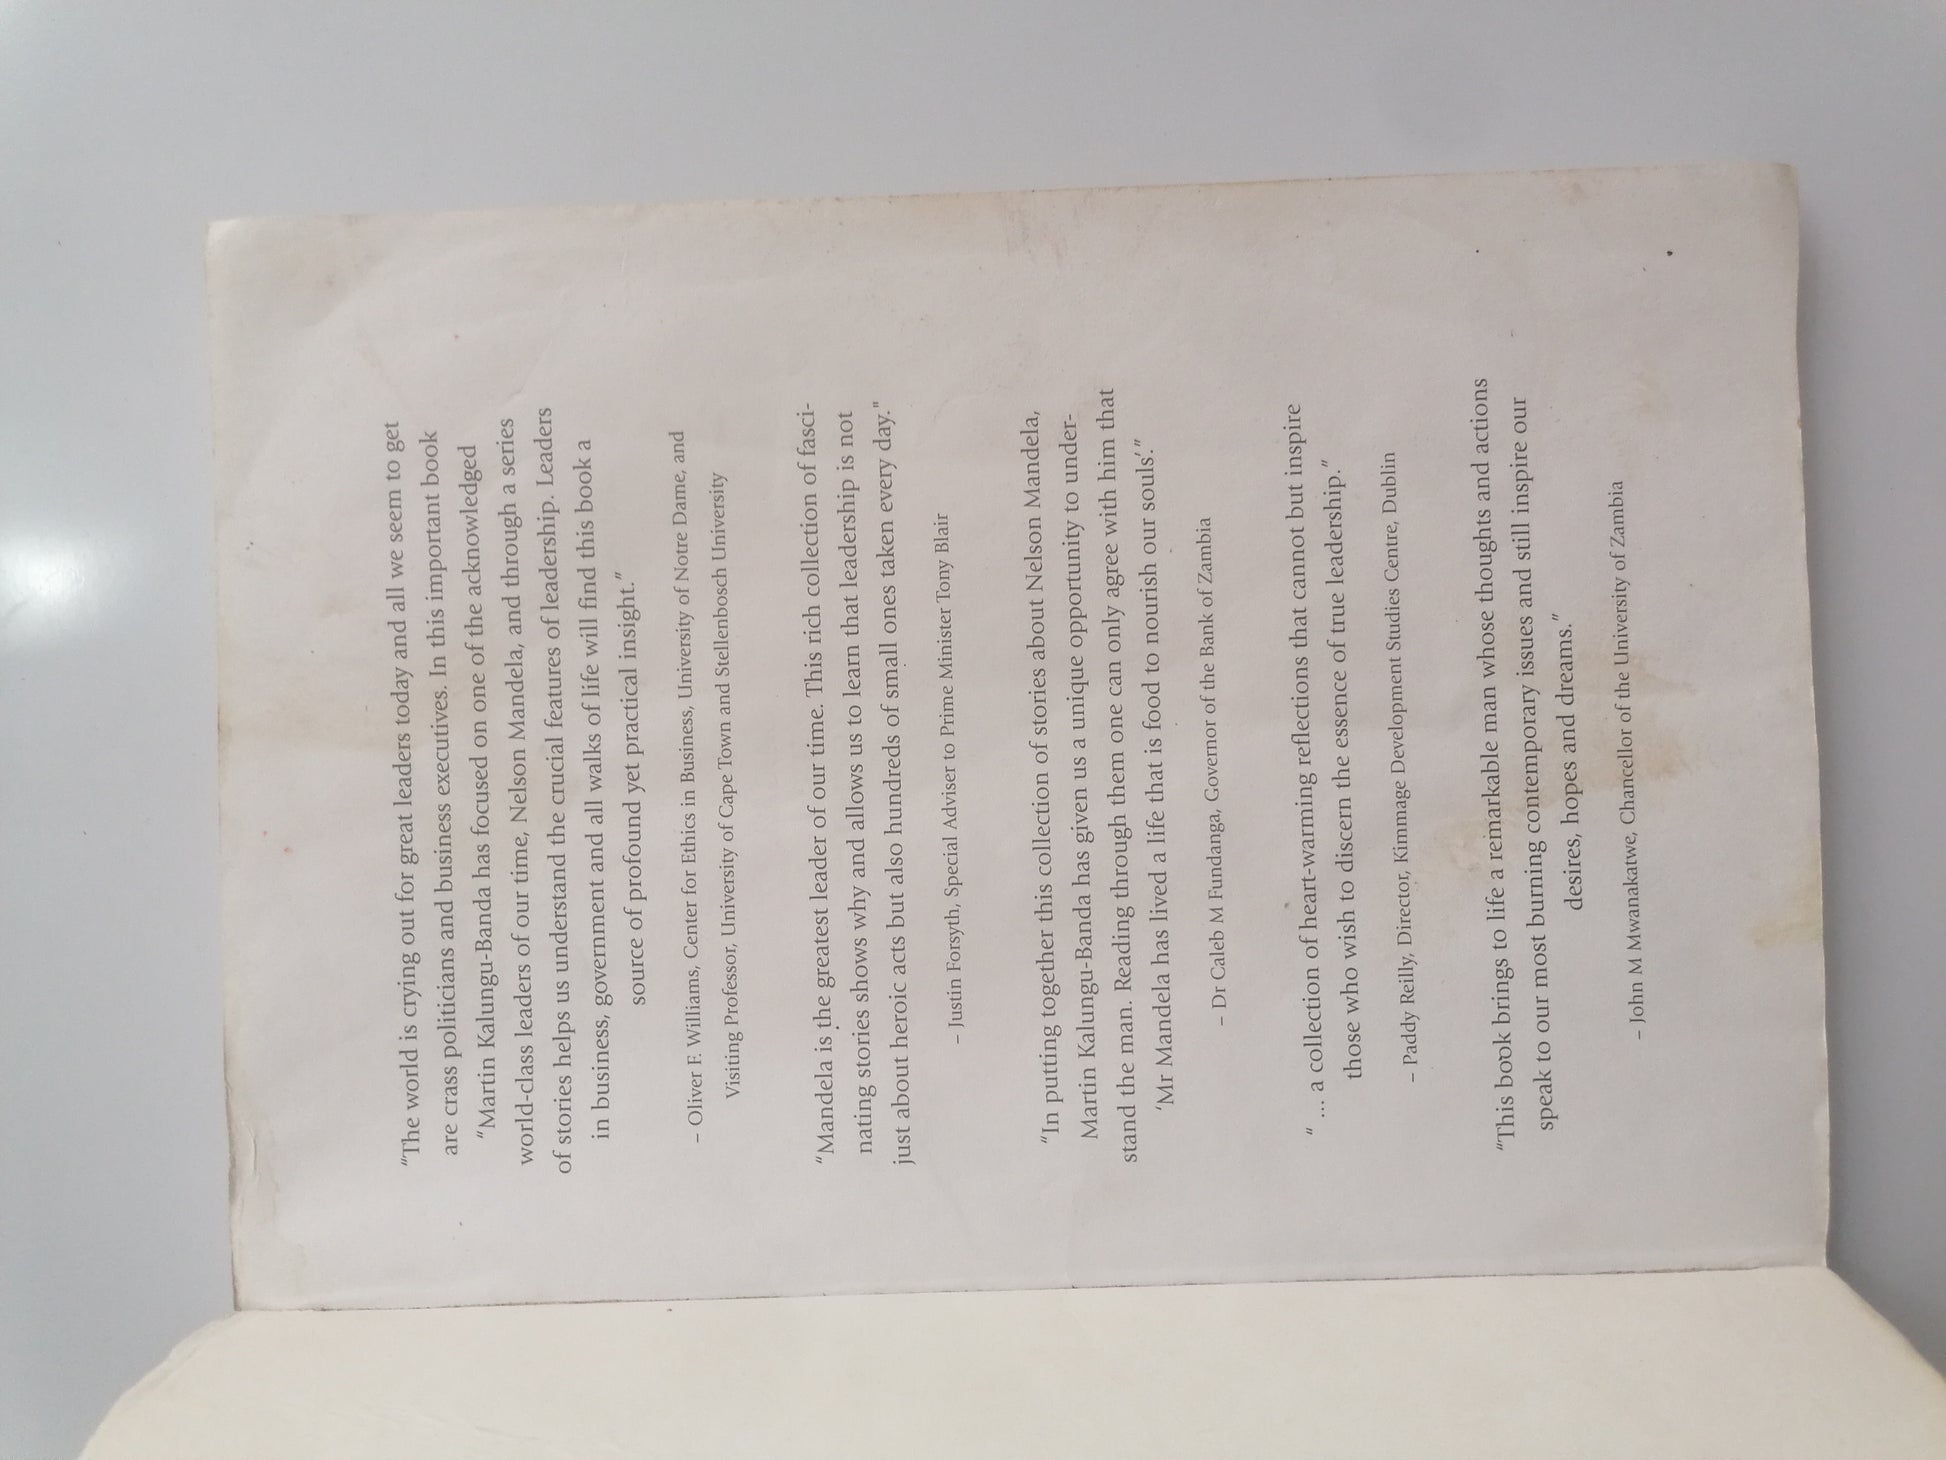 “The world is crying out for great leaders today and all we seem to get
are crass politicians and business executives. In this important book
“Martin Kalungu-Banda has focused on one of the acknowledged
world-class leaders of our time, Nelson Mandela, and through a series
of stories helps us understand the crucial features of leadership. Leaders
in business, government and all walks of life will find this book a
source of profound yet practical insight.”
– Oliver F. Williams, Center for Ethics in Business, University of Notre Dame, and
Visiting Professor, University of Cape Town and Stellenbosch University
“Mandela is the greatest leader of our time. This rich collection of fasci-
nating stories shows why and allows us to learn that leadership is not
just about heroic acts but also hundreds of small ones taken every day."
– Justin Forsyth, Special Adviser to Prime Minister Tony Blair
“In putting together this collection of stories about Nelson Mandela,
Martin Kalungu-Banda has given us a unique opportunity to under-
stand the man. Reading through them one can only agree with him that
‘Mr Mandela has lived a life that is food to nourish our souls’.”
– Dr Caleb M Fundanga, Governor of the Bank of Zambia
“ … a collection of heart-warming reflections that cannot but inspire
those who wish to discern the essence of true leadership.”
– Paddy Reilly, Director, Kimmage Development Studies Centre, Dublin
“This book brings to life a remarkable man whose thoughts and actions
speak to our most burning contemporary issues and still inspire our
desires, hopes and dreams.”
– John M Mwanakatwe, Chancellor of the University of Zambia